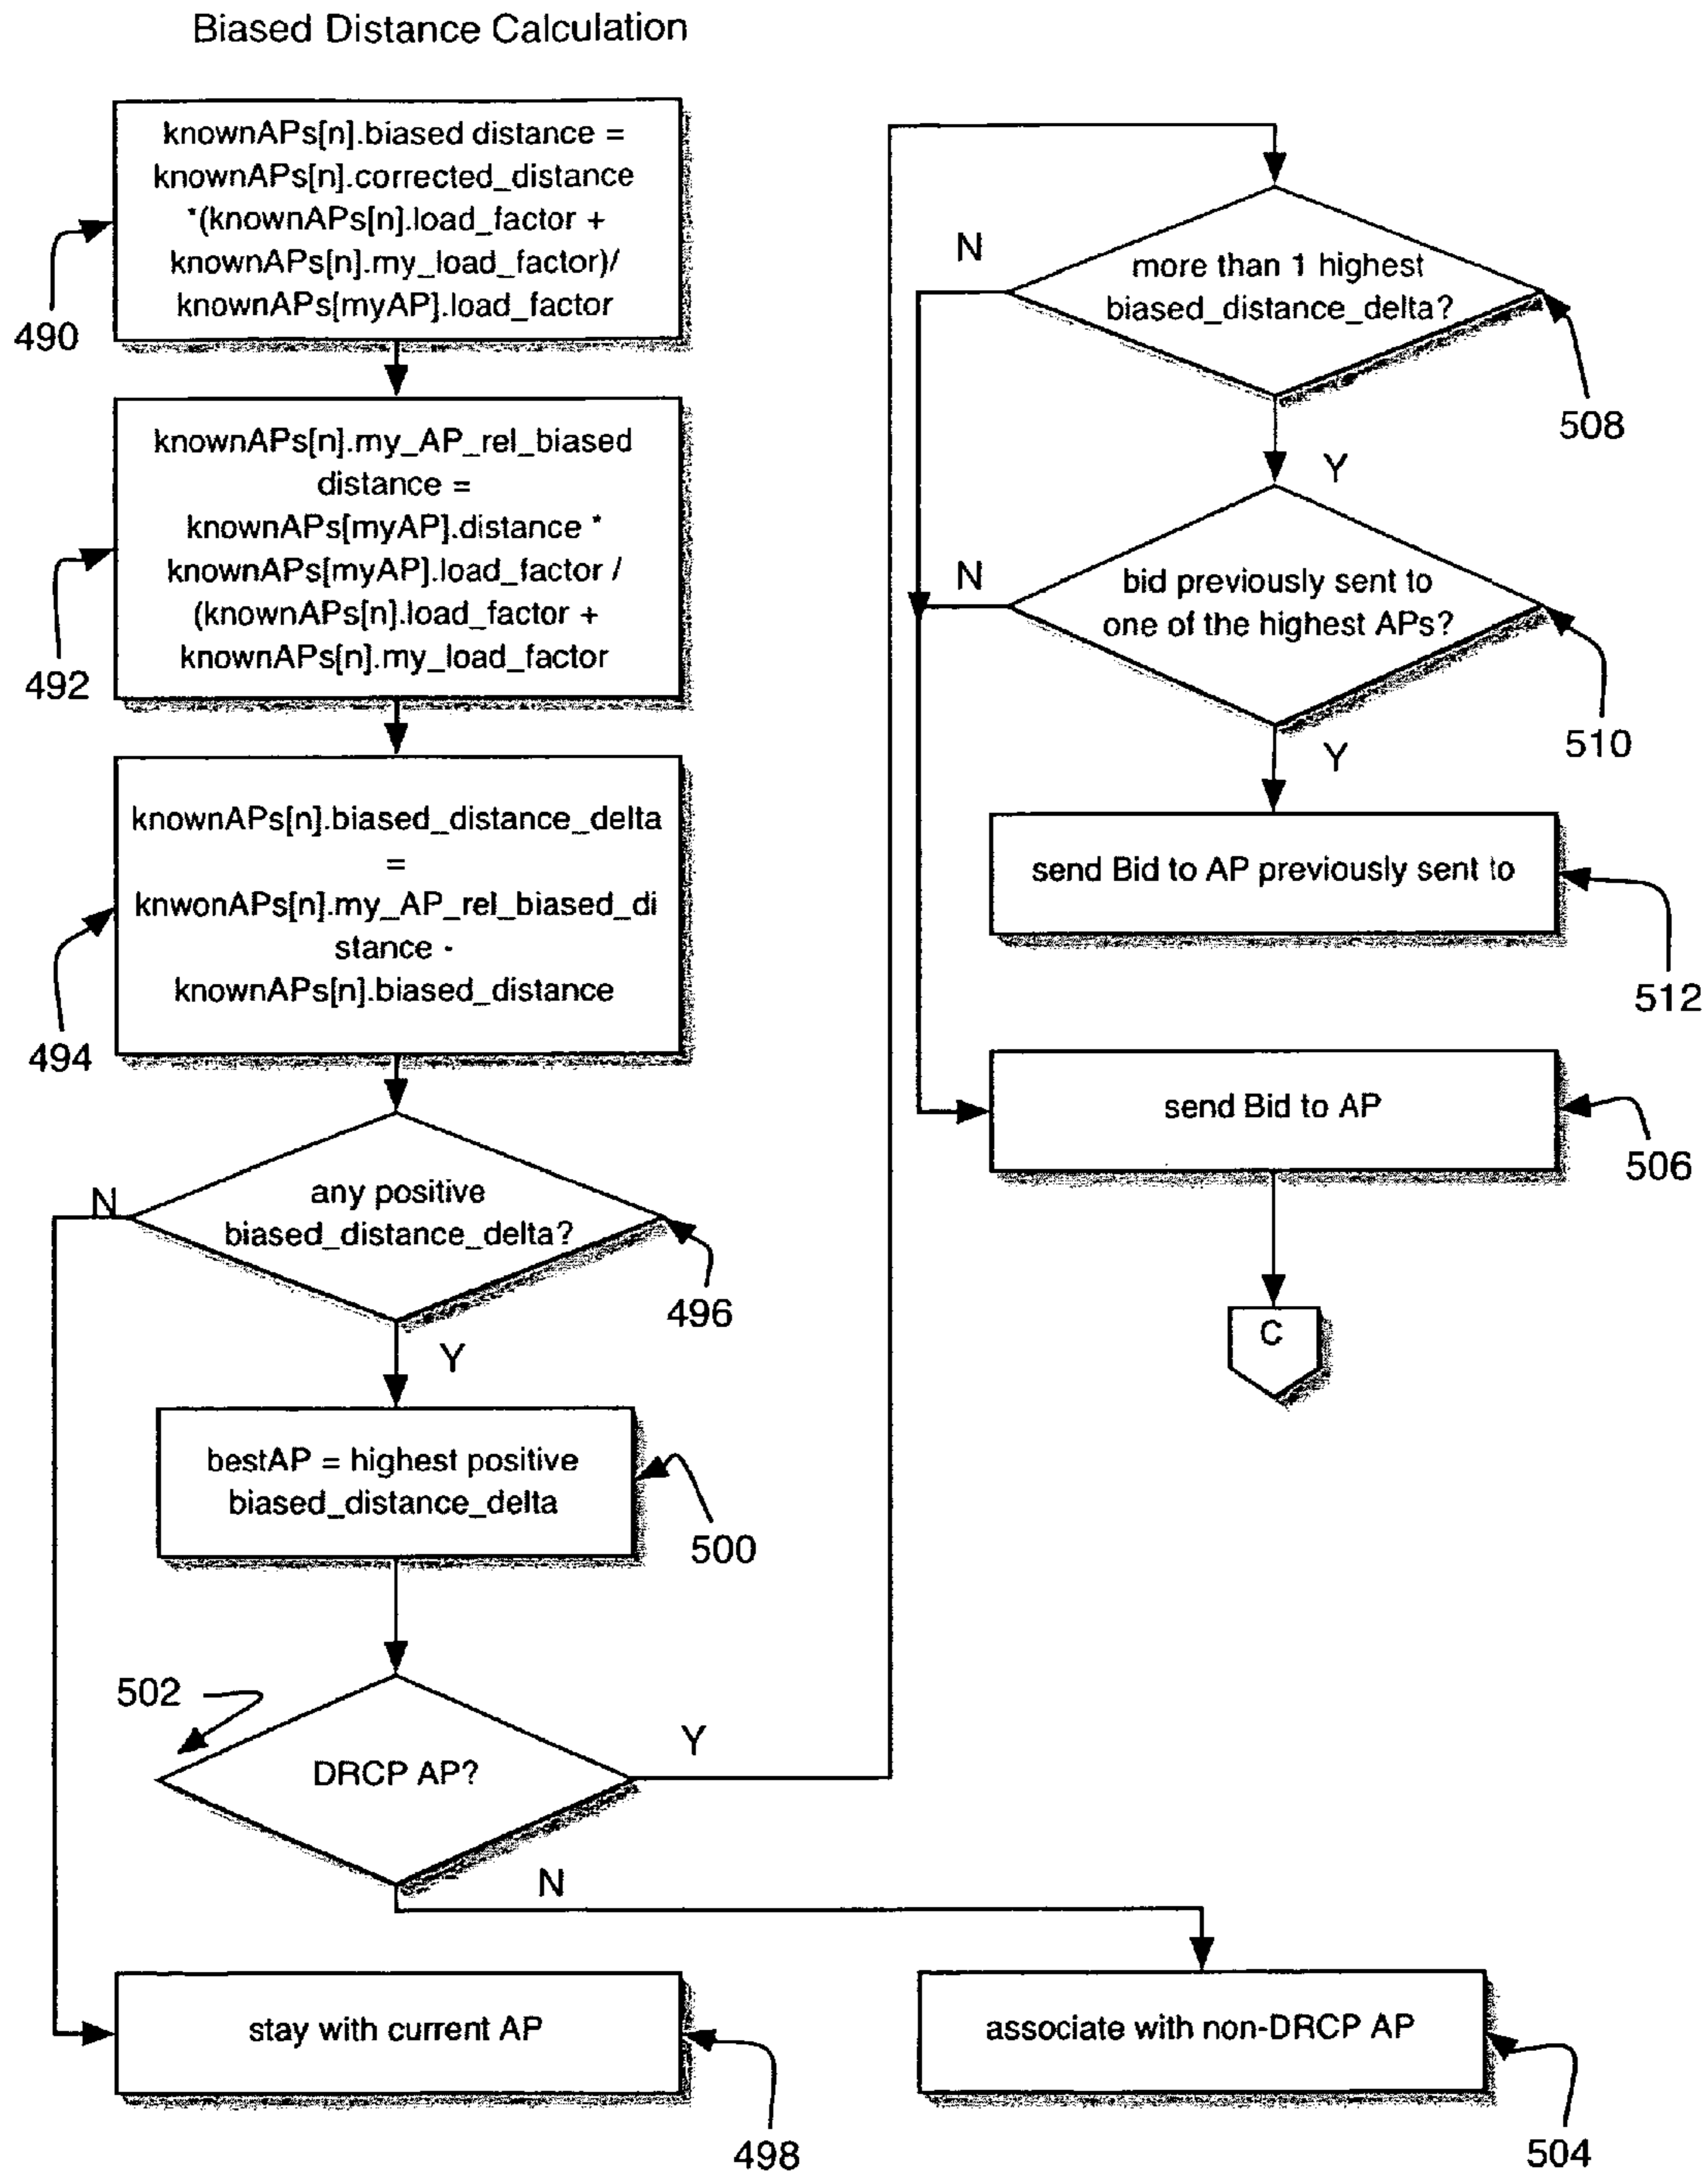 Biased Distance Calculation
knownAPs[n].biased distance =
knownAPs[n].corrected_distance
*(knownAPs[n].load_factor +
knownAPs[n].my_load_factor)/
knownAPs[myAP].load_factor
490
knownAPs[n].my_AP_rel_biased
distance =
knownAPs[myAP].distance *
knownAPs[myAP].load_factor /
(knownAPs[n].load_factor +
knownAPs[n].my_load_factor
492
knownAPs[n].biased_distance_delta
=
knwonAPs[n].my_AP_rel_biased_di
stance -
knownAPs[n].biased_distance
494
any positive
biased_distance_delta?
N
496
Y
bestAP = highest positive
biased_distance_delta
500
502
DRCP AP?
Y
N
stay with current AP
498
associate with non-DRCP AP
504
more than 1 highest
biased_distance_delta?
N
508
Y
bid previously sent to
one of the highest APs?
N
510
Y
send Bid to AP previously sent to
512
send Bid to AP
506
C